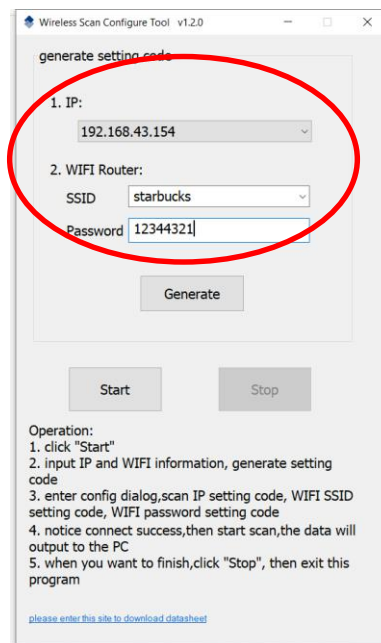 Wireless Scan Configure Tool v1.2.0
generate setting code
1. IP:
192.168.43.154
2. WIFI Router:
SSID starbucks
Password 12344321
Generate
Start Stop
Operation:
1. click "Start"
2. input IP and WIFI information, generate setting
code
3. enter config dialog,scan IP setting code, WIFI SSID
setting code, WIFI password setting code
4. notice connect success,then start scan,the data will
output to the PC
5. when you want to finish,click "Stop", then exit this
program
please enter this site to download datasheet